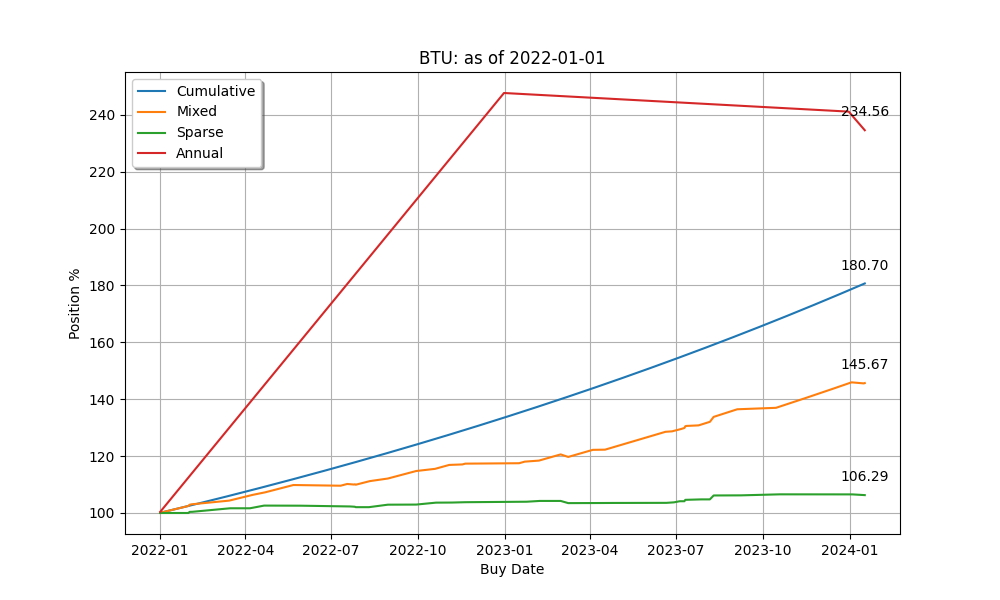 BTU: as of 2022-01-01
Cumulative
Mixed
Sparse
Annual
240
220
200
180
160
140
120
100
Position %
234.56
180.70
145.67
106.29
2022-01 2022-04 2022-07 2022-10 2023-01 2023-04 2023-07 2023-10 2024-01
Buy Date